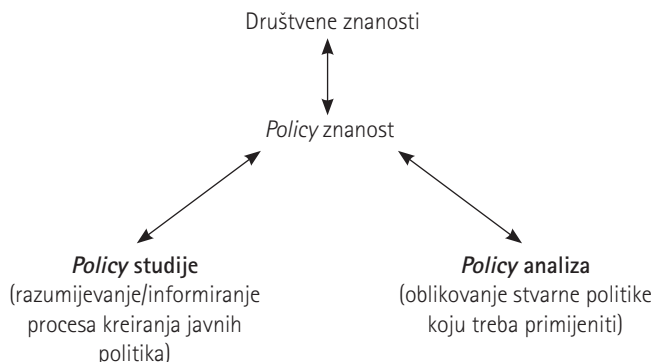 Društvene znanosti
Policy znanost
Policy studije
(razumijevanje/informiranje
procesa kreiranja javnih
politika)
Policy analiza
(oblikovanje stvarne politike
koju treba primijeniti)